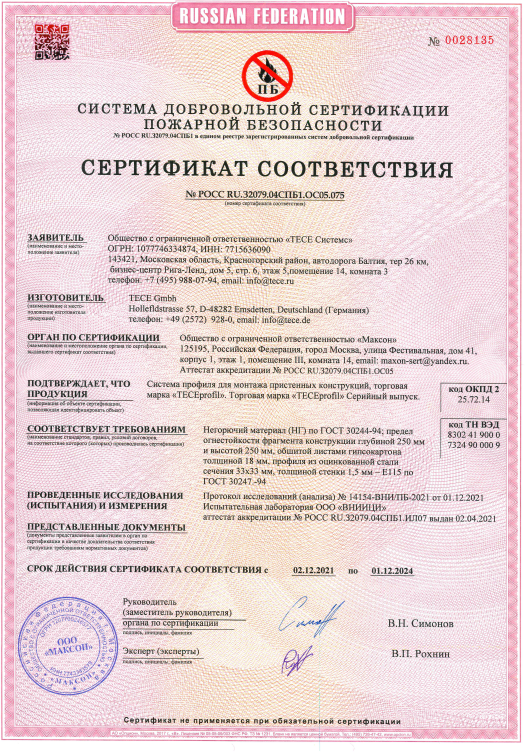 RUSSIAN FEDERATION
№ 0028135
ПБ
СИСТЕМА ДОБРОВОЛЬНОЙ СЕРТИФИКАЦИИ
ПОЖАРНОЙ БЕЗОПАСНОСТИ
№ РОСС RU.32079.04СПБ1 в едином реестре зарегистрированных систем добровольной сертификации
СЕРТИФИКАТ СООТВЕТСТВИЯ
№ РОСС RU.32079.04СПБ1.ОС05.075
(номер сертификата соответствия)
ЗАЯВИТЕЛЬ
(наименование и место-
положение заявителя)
Общество с ограниченной ответственностью «ТЕСЕ Системс»
ОГРН: 1077746334874, ИНН: 7715636090
143421, Московская область, Красногорский район, автодорога Балтия, тер 26 км,
бизнес-центр Рига-Ленд, дом 5, стр. 6, этаж 5,помещение 14, комната 3
телефон: +7 (495) 988-07-94, email: info@tece.ru
ИЗГОТОВИТЕЛЬ
(наименование и место-
положение изготовителя
продукции)
TECE Gmbh
Hollefldstrasse 57, D-48282 Emsdetten, Deutschland (Германия)
телефон: +49 (2572) 928-0, email: info@tece.de
ОРГАН ПО СЕРТИФИКАЦИИ
(наименование и местоположение органа по сертификации,
выдавшего сертификат соответствия)
Общество с ограниченной ответственностью «Максон»
125195, Российская Федерация, город Москва, улица Фестивальная, дом 41,
корпус 1, этаж 1, помещение III, комната 14, email: maxon-sert@yandex.ru.
Аттестат аккредитации № РОСС RU.32079.04СПБ1.ОС05
ПОДТВЕРЖДАЕТ, ЧТО
ПРОДУКЦИЯ
(информация об объекте сертификации,
позволяющая идентифицировать объект)
Система профиля для монтажа пристенных конструкций, торговая
марка «TECEprofil». Торговая марка «TECEprofil» Серийный выпуск.
код ОКПД 2
25.72.14
код ТН ВЭД
8302 41 900 0
7324 90 000 9
СООТВЕТСТВУЕТ ТРЕБОВАНИЯМ
(наименование стандартов, правил, условий договоров,
на соответствие которого (которых) проводилась сертификация)
Негорючий материал (НГ) по ГОСТ 30244-94; предел
огнестойкости фрагмента конструкции глубиной 250 мм
и высотой 250 мм, обшитой листами гипсокартона
толщиной 18 мм, профиля из оцинкованной стали
сечения 33х33 мм, толщиной стенки 1,5 мм – EI15 по
ГОСТ 30247.-94
ПРОВЕДЕННЫЕ ИССЛЕДОВАНИЯ
(ИСПЫТАНИЯ) И ИЗМЕРЕНИЯ
Протокол исследований (анализа) № 14154-ВНИ/ПБ-2021 от 01.12.2021
Испытательная лаборатория ООО «ВНИИЦИ»
аттестат аккредитации № РОСС RU.32079.04СПБ1.ИЛ07 выдан 02.04.2021
ПРЕДСТАВЛЕННЫЕ ДОКУМЕНТЫ
(документы представленные заявителем в орган по
сертификации в качестве доказательства соответствия
продукции требованиям нормативных документов)
СРОК ДЕЙСТВИЯ СЕРТИФИКАТА СООТВЕТСТВИЯ с 02.12.2021 по 01.12.2024
Руководитель
(заместитель руководителя)
органа по сертификации
подпись, инициалы, фамилия
В.Н. Симонов
Эксперт (эксперты)
подпись, инициалы, фамилия
В.П. Рохнин
ООО
«МАКСОН»
Сертификат не применяется при обязательной сертификации